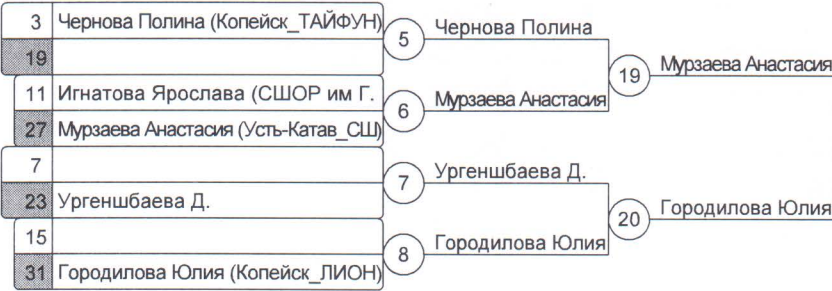 3 Чернова Полина (Копейск_ТАЙФУН)
5 Чернова Полина
19
19 Мурзаева Анастасия
11 Игнатова Ярослава (СШОР им Г.
6 Мурзаева Анастасия
27 Мурзаева Анастасия (Усть-Катав_СШ)
7
7 Ургеншбаева Д.
23 Ургеншбаева Д.
20 Городилова Юлия
15
8 Городилова Юлия
31 Городилова Юлия (Копейск_ЛИОН)